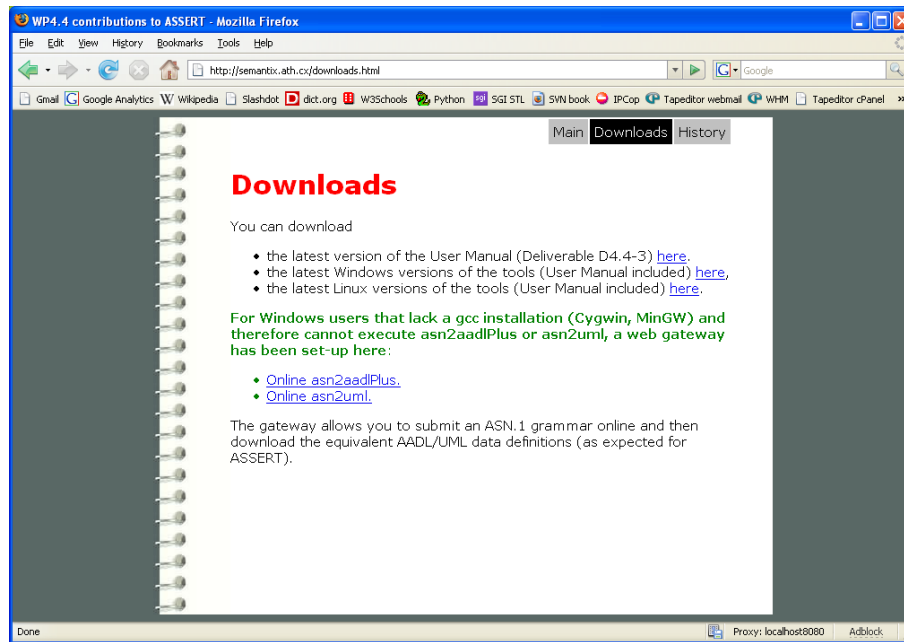 WP4.4 contributions to ASSERT - Mozilla Firefox
File Edit View History Bookmarks Tools Help
http://semantix.ath.cx/downloads.html
G Google
Gmail Google Analytics Wikipedia Slashdot dict.org W3Schools Python SGI STL SVN book IPCop Tapeditor webmail WHM Tapeditor cPanel »
Main Downloads History
Downloads
You can download
• the latest version of the User Manual (Deliverable D4.4-3) here.
• the latest Windows versions of the tools (User Manual included) here,
• the latest Linux versions of the tools (User Manual included) here.
For Windows users that lack a gcc installation (Cygwin, MinGW) and
therefore cannot execute asn2aadlPlus or asn2uml, a web gateway
has been set-up here:
• Online asn2aadlPlus.
• Online asn2uml.
The gateway allows you to submit an ASN.1 grammar online and then
download the equivalent AADL/UML data definitions (as expected for
ASSERT).
Done Proxy: localhost8080 Adblock